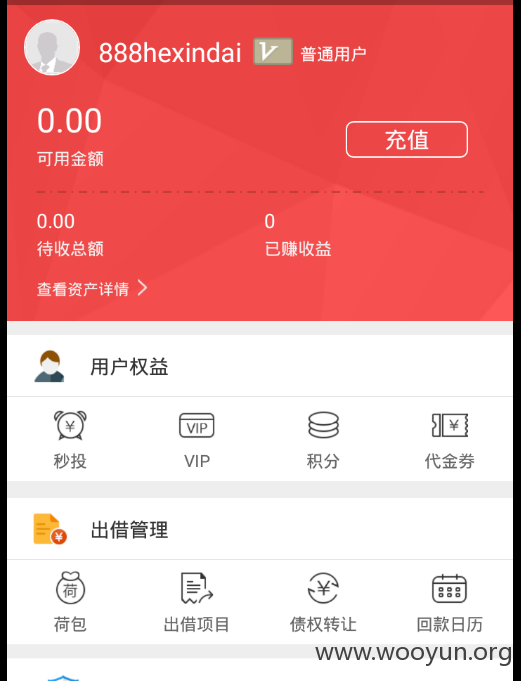 888hexindai V 普通用户
0.00
可用金额
充值
0.00 0
待收总额 已赚收益
查看资产详情
用户权益
¥ VIP ¥
秒投 VIP 积分 代金券
出借管理
¥
荷 ¥
荷包 出借项目 债权转让 回款日历
www.wooyun.org